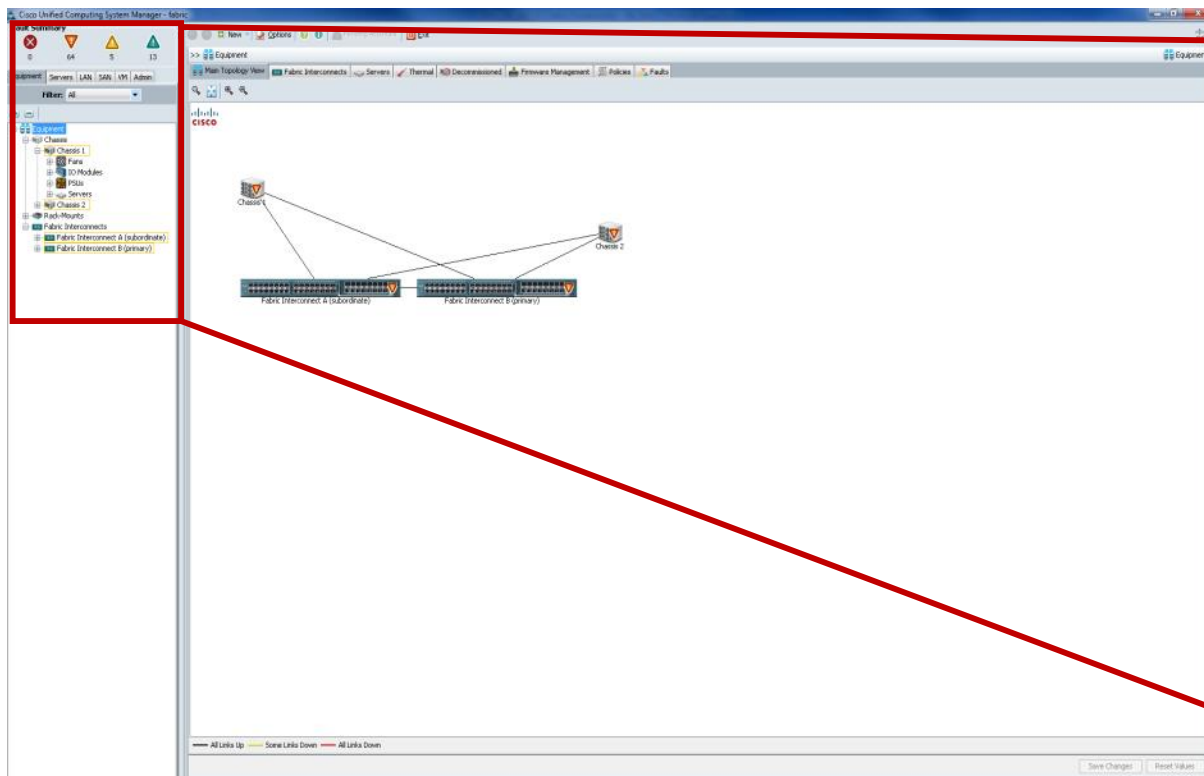 Cisco Unified Computing System Manager - fabric
Fault Summary
0 64 5 13
New Options Exit
>> Equipment
Equipment
Equipment Servers LAN SAN VM Admin
Main Topology View Fabric Interconnects Servers Thermal Decommissioned Firmware Management Policies Faults
Filter: All
CISCO
Equipment
Chassis
Chassis 1
Fans
IO Modules
PSUs
Servers
Chassis 2
Rack-Mounts
Fabric Interconnects
Fabric Interconnect A (subordinate)
Fabric Interconnect B (primary)
Chassis 1
Chassis 2
Fabric Interconnect A (subordinate)
Fabric Interconnect B (primary)
All Links Up Some Links Down All Links Down
Save Changes Reset Values